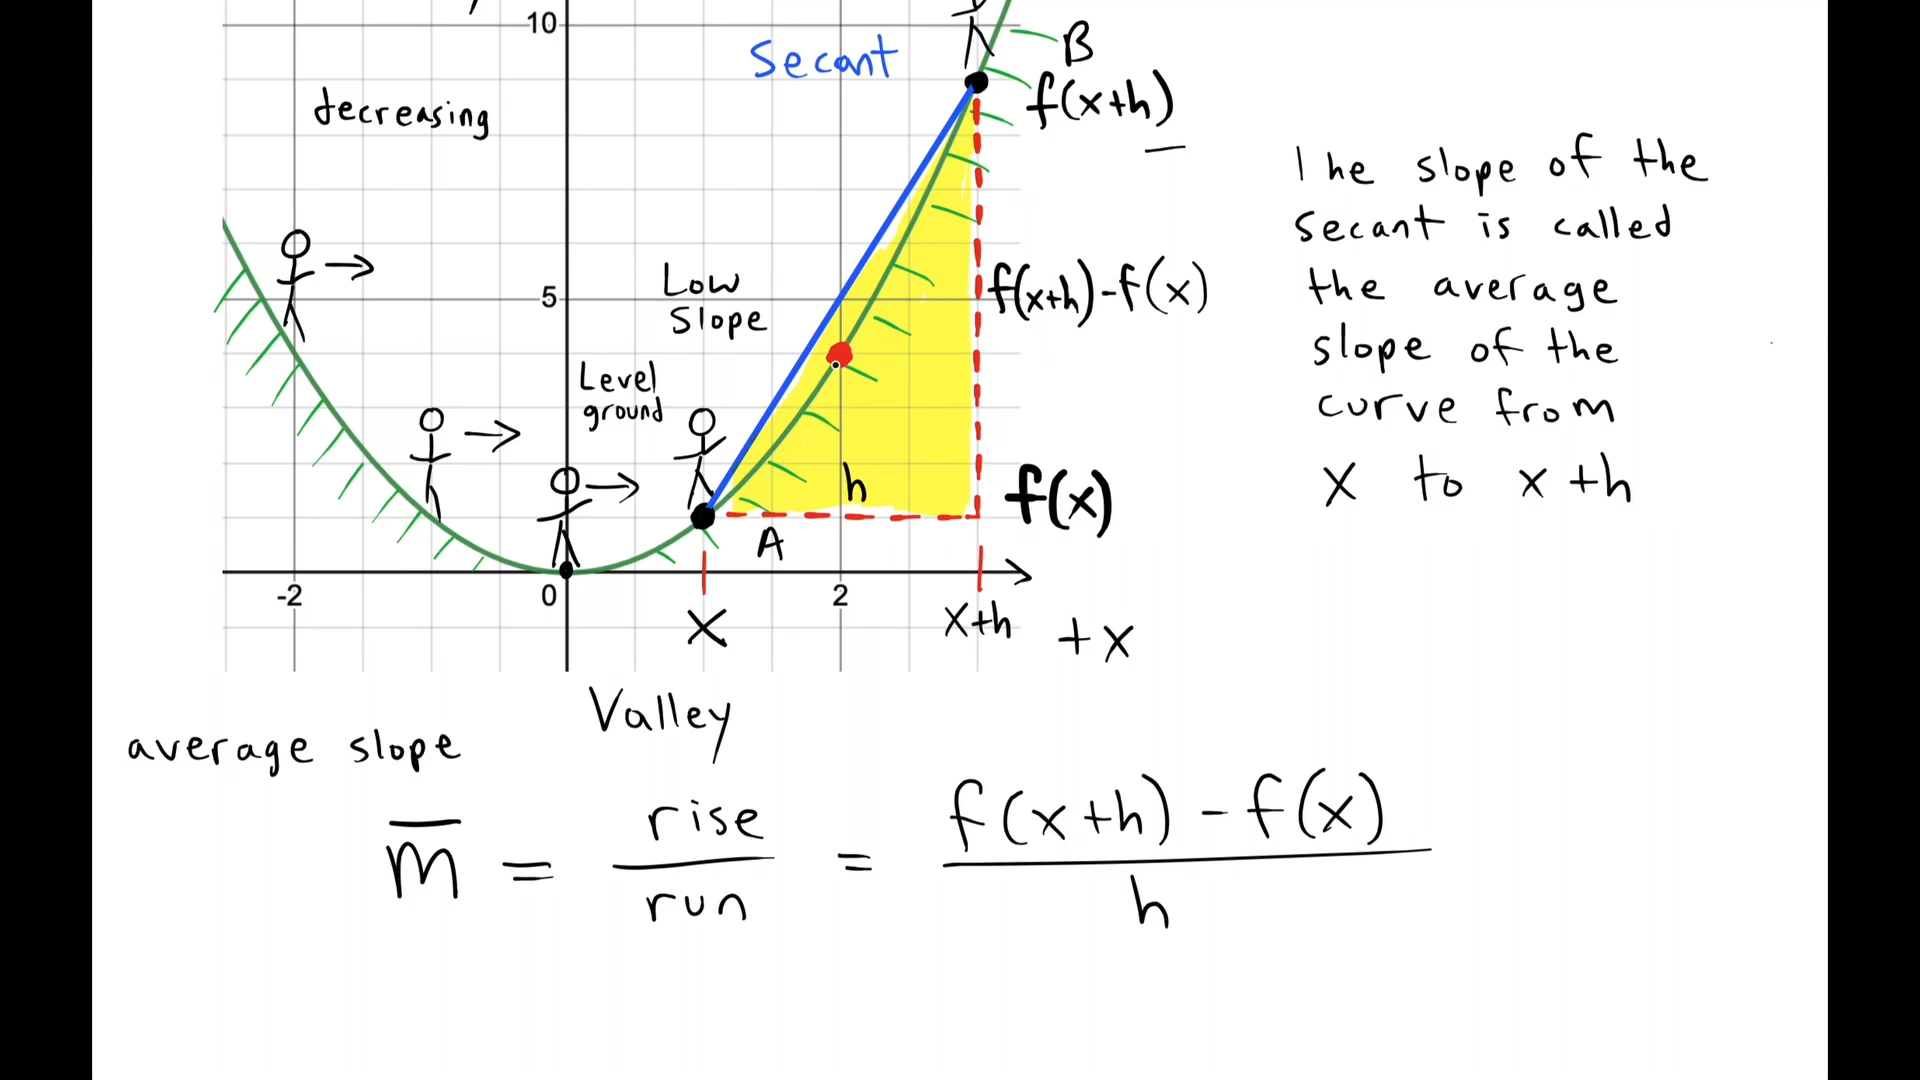 10
B
Secant
f(x+h)
decreasing
The slope of the
secant is called
the average
slope of the
curve from
x to x+h
5
Low
Slope
f(x+h)-f(x)
Level
ground
h
f(x)
A
-2
0
2
X
X+h
+x
Valley
average slope
m̅ = rise/run = f(x+h) - f(x)/h